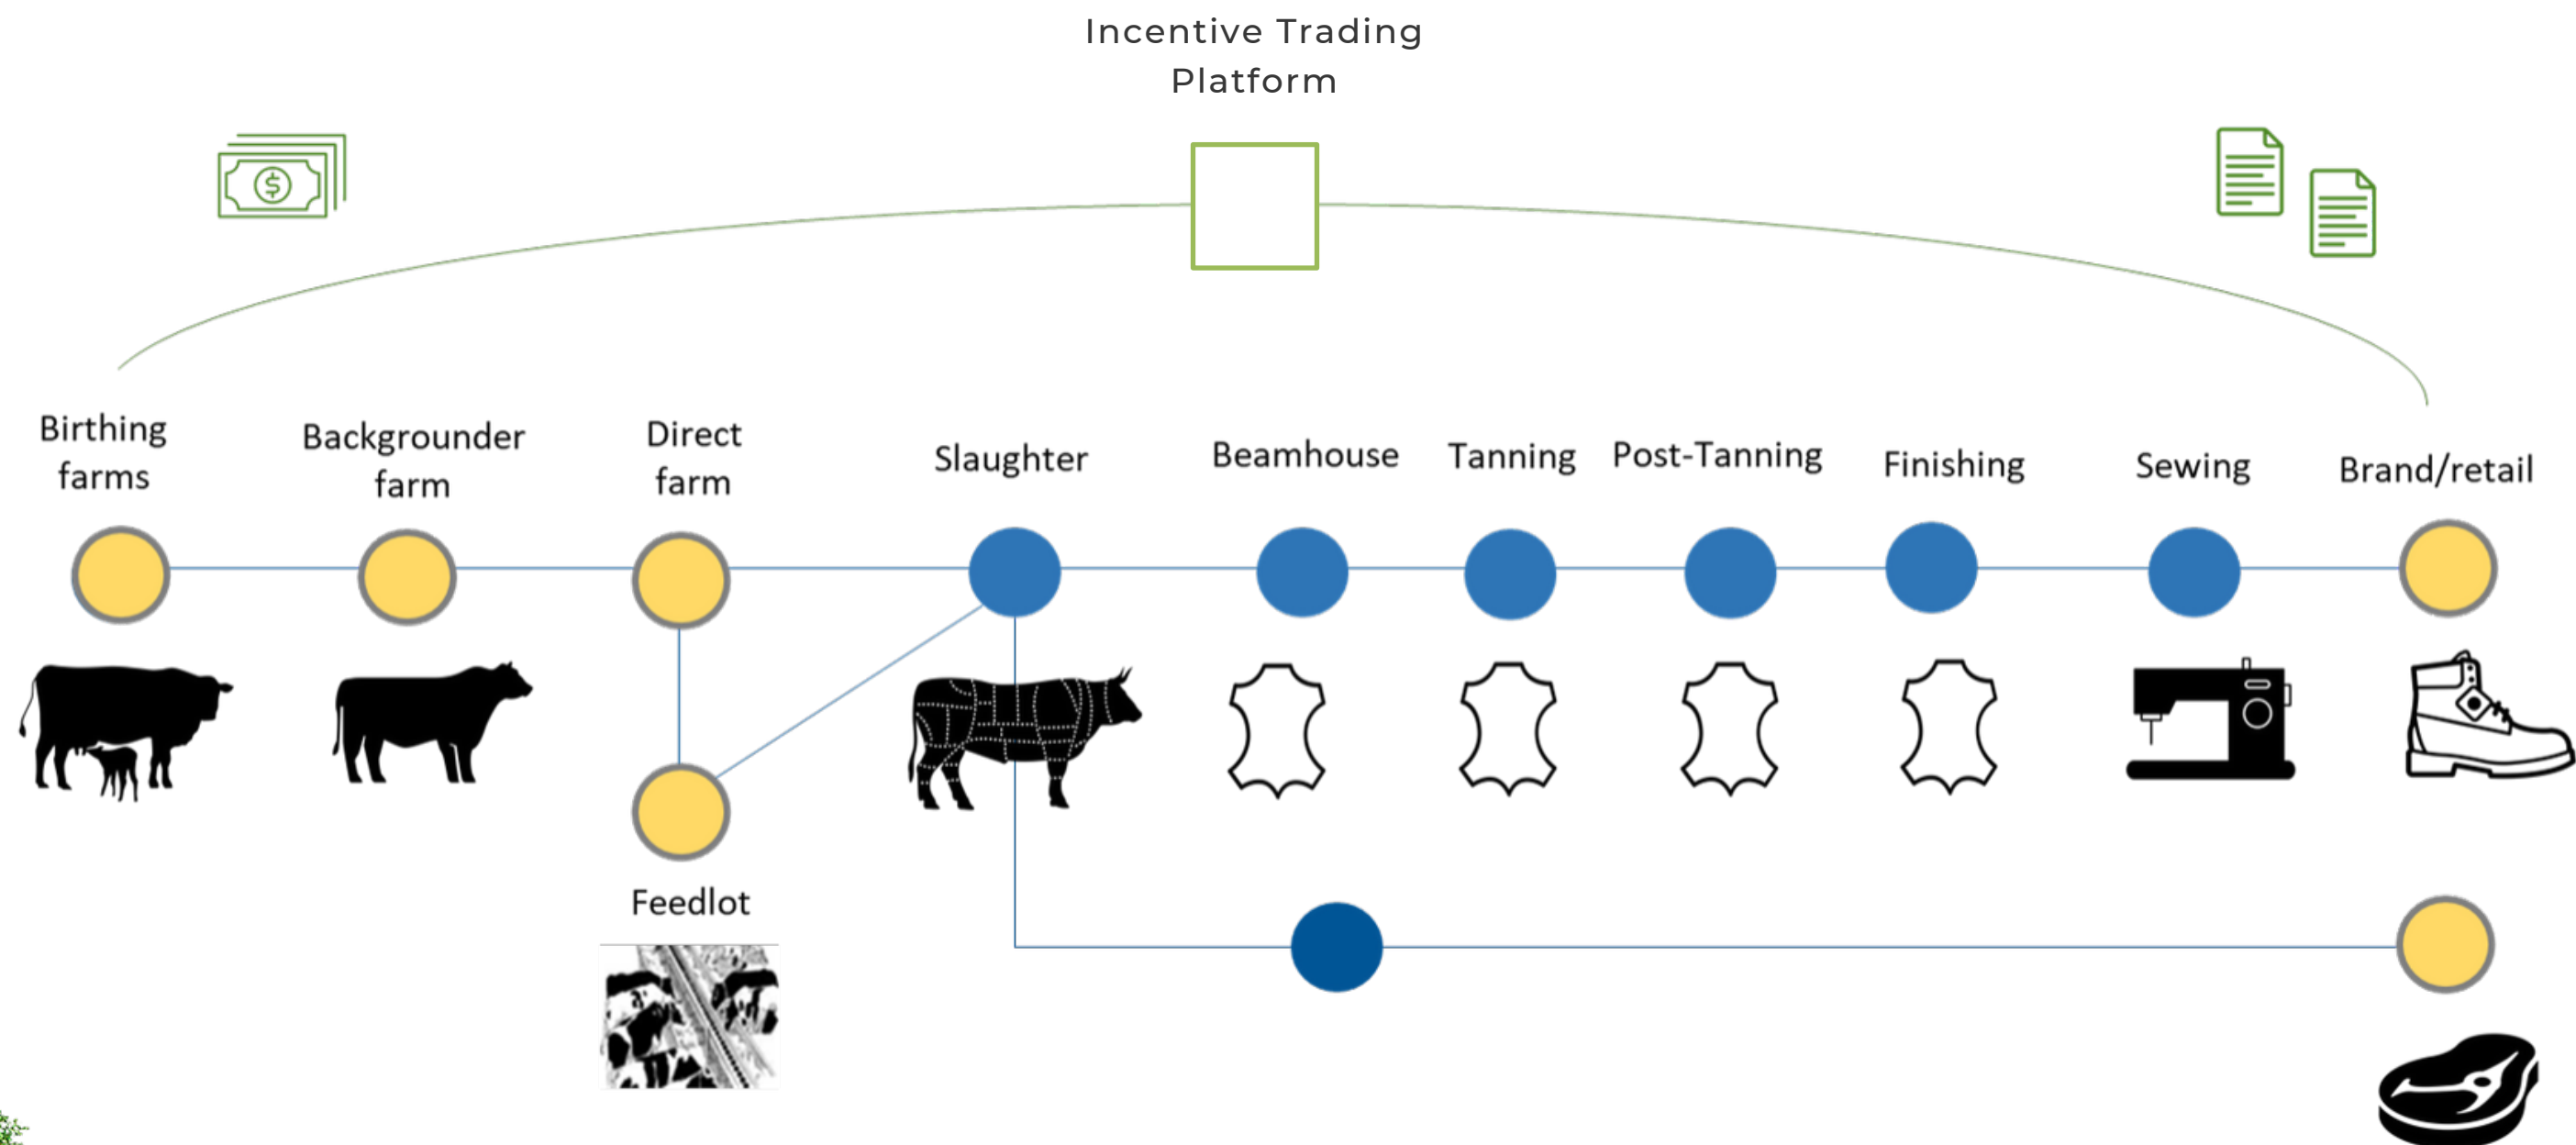 Incentive Trading
Platform
$
Birthing
farms
Backgrounder
farm
Direct
farm
Slaughter
Beamhouse
Tanning
Post-Tanning
Finishing
Sewing
Brand/retail
Feedlot